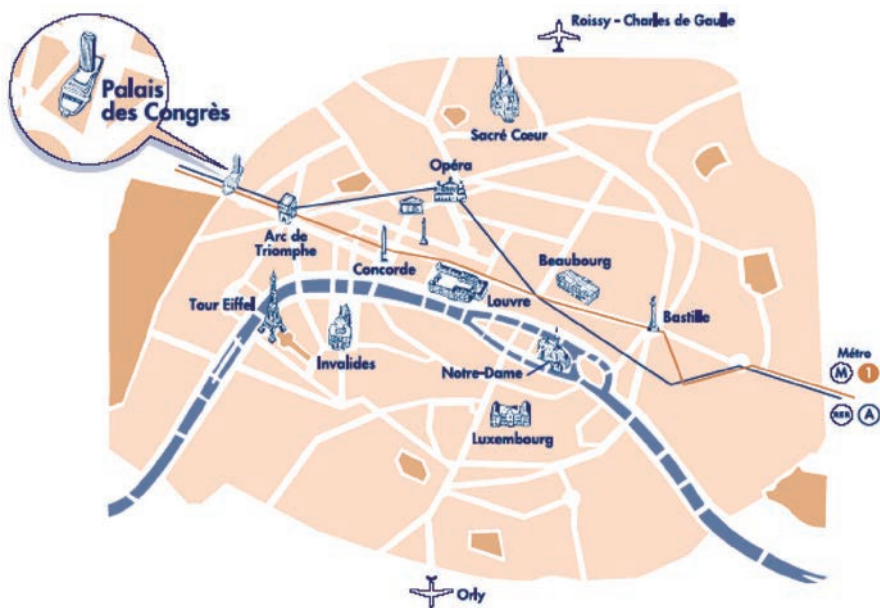 Roissy - Charles de Gaulle
Palais
des Congrès
Sacré Cœur
Opéra
Arc de
Triomphe
Concorde
Beaubourg
Louvre
Tour Eiffel
Bastille
Invalides
Notre-Dame
Métro
M 1
RER A
Luxembourg
Orly